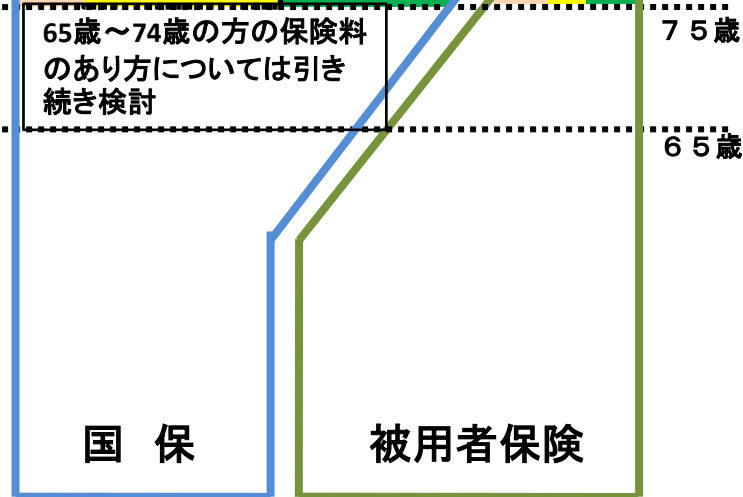 65歳～74歳の方の保険料
のあり方については引き
続き検討
７５歳
６５歳
国　保
被用者保険